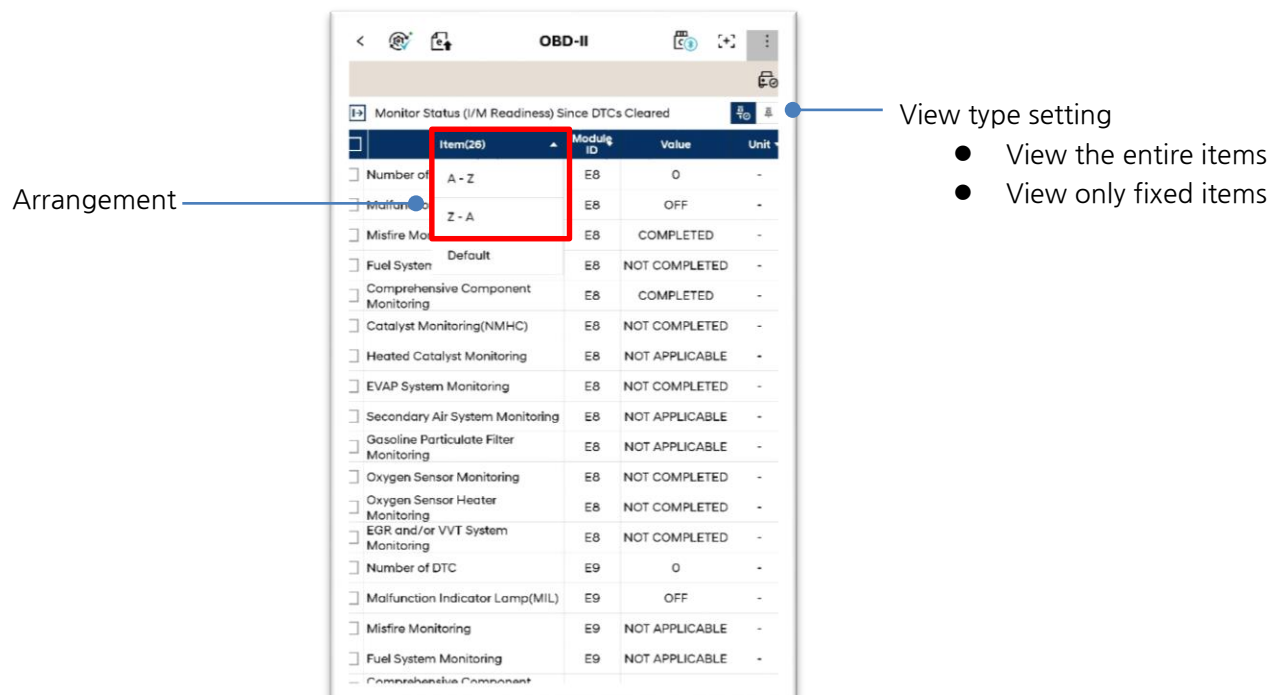 OBD-II
Monitor Status (I/M Readiness) Since DTCs Cleared
View type setting
● View the entire items
● View only fixed items
Arrangement
Item(26) Module ID Value Unit
A - Z
Z - A
Default
Number of E8 0 -
E8 OFF -
Misfire E8 COMPLETED -
Fuel System E8 NOT COMPLETED -
Comprehensive Component
Monitoring E8 COMPLETED -
Catalyst Monitoring(NMHC) E8 NOT COMPLETED -
Heated Catalyst Monitoring E8 NOT APPLICABLE -
EVAP System Monitoring E8 NOT COMPLETED -
Secondary Air System Monitoring E8 NOT APPLICABLE -
Gasoline Particulate Filter
Monitoring E8 NOT APPLICABLE -
Oxygen Sensor Monitoring E8 NOT COMPLETED -
Oxygen Sensor Heater
Monitoring E8 NOT COMPLETED -
EGR and/or VVT System
Monitoring E8 NOT COMPLETED -
Number of DTC E9 0 -
Malfunction Indicator Lamp(MIL) E9 OFF -
Misfire Monitoring E9 NOT APPLICABLE -
Fuel System Monitoring E9 NOT APPLICABLE -
Comprehensive Component